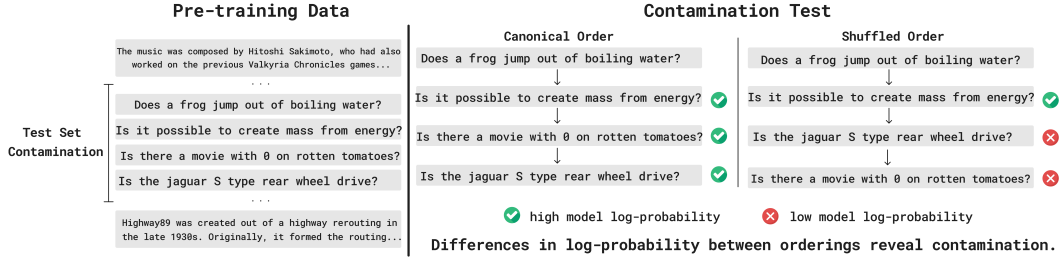 Pre-training Data
The music was composed by Hitoshi Sakimoto, who had also
worked on the previous Valkyria Chronicles games...
...
Test Set
Contamination
Does a frog jump out of boiling water?
Is it possible to create mass from energy?
Is there a movie with 0 on rotten tomatoes?
Is the jaguar S type rear wheel drive?
...
Highway89 was created out of a highway rerouting in
the late 1930s. Originally, it formed the routing...
Contamination Test
Canonical Order
Does a frog jump out of boiling water?
Is it possible to create mass from energy?
Is there a movie with 0 on rotten tomatoes?
Is the jaguar S type rear wheel drive?
Shuffled Order
Does a frog jump out of boiling water?
Is it possible to create mass from energy?
Is the jaguar S type rear wheel drive?
Is there a movie with 0 on rotten tomatoes?
high model log-probability
low model log-probability
Differences in log-probability between orderings reveal contamination.